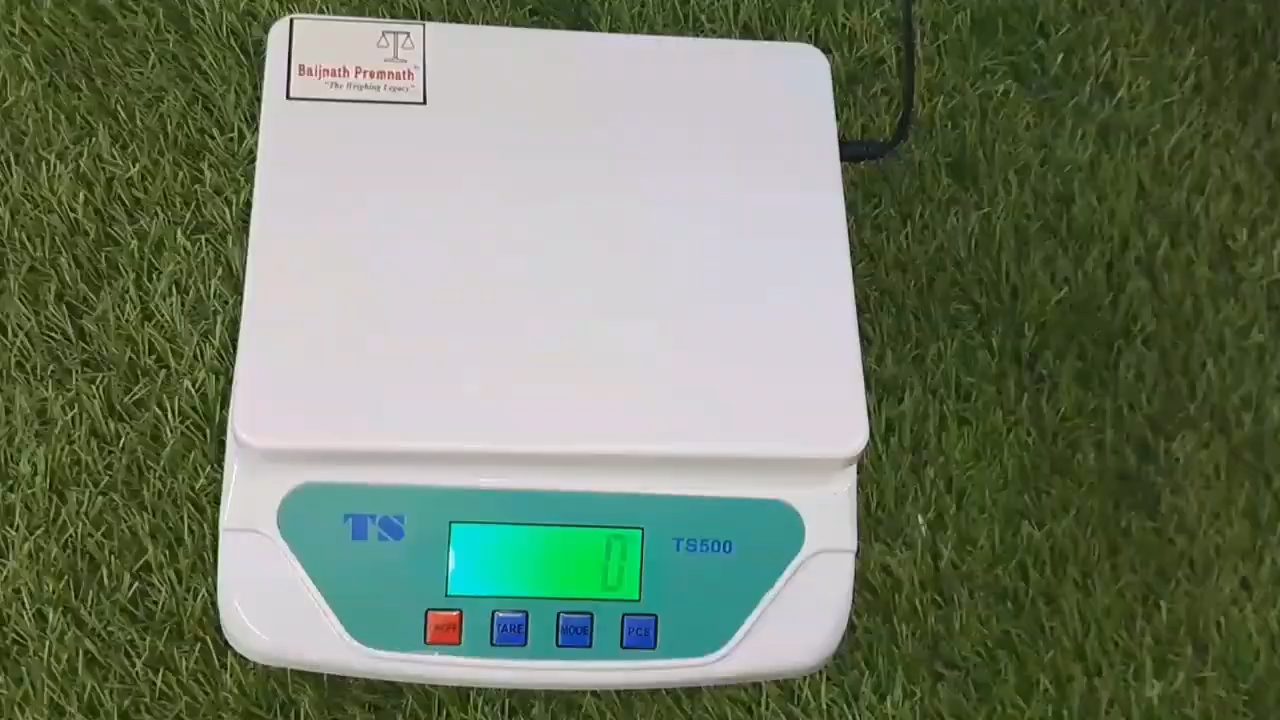 Baijnath Premnath
"The Weighing Legacy"
TS
0
TS500
TARE
MODE
PCS